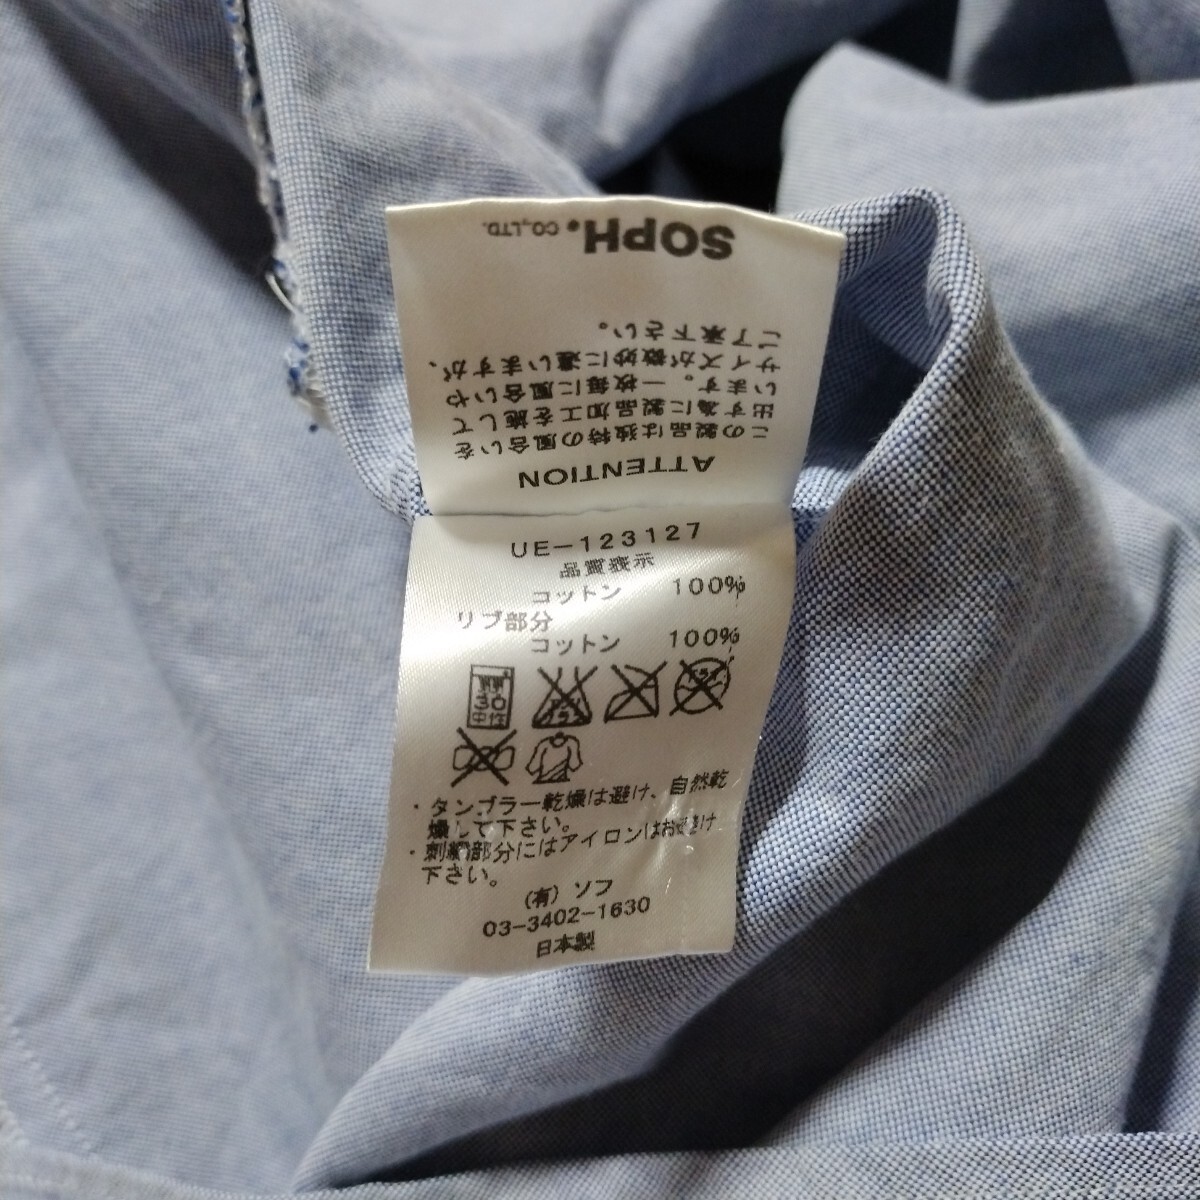 SOPH. CO.,LTD.
ATTENTION
この製品は独特の風合いを
出す為に製品加工を施して
います。一枚毎に風合いや
サイズが微妙に違いますが、
ご了承下さい。
UE-123127
品質表示
コットン 100%
リブ部分
コットン 100%
30
中性
・タンブラー乾燥は避け、自然乾
燥して下さい。
・刺繍部分にはアイロンはお避け
下さい。
(有) ソフ
03-3402-1630
日本製